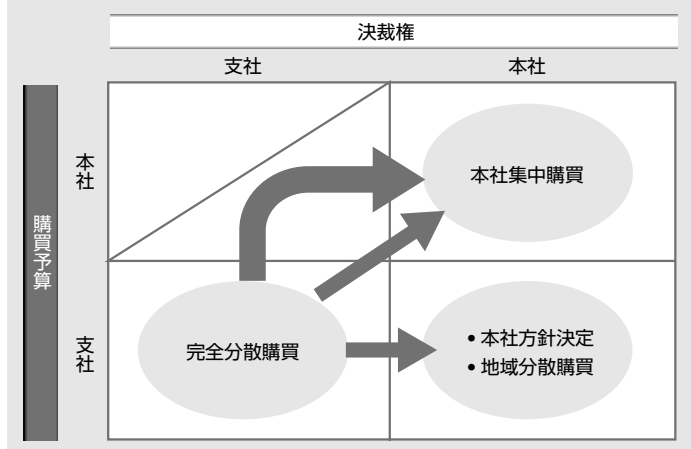 決裁権
支社
本社
購買予算
本社
支社
本社集中購買
完全分散購買
•本社方針決定
•地域分散購買